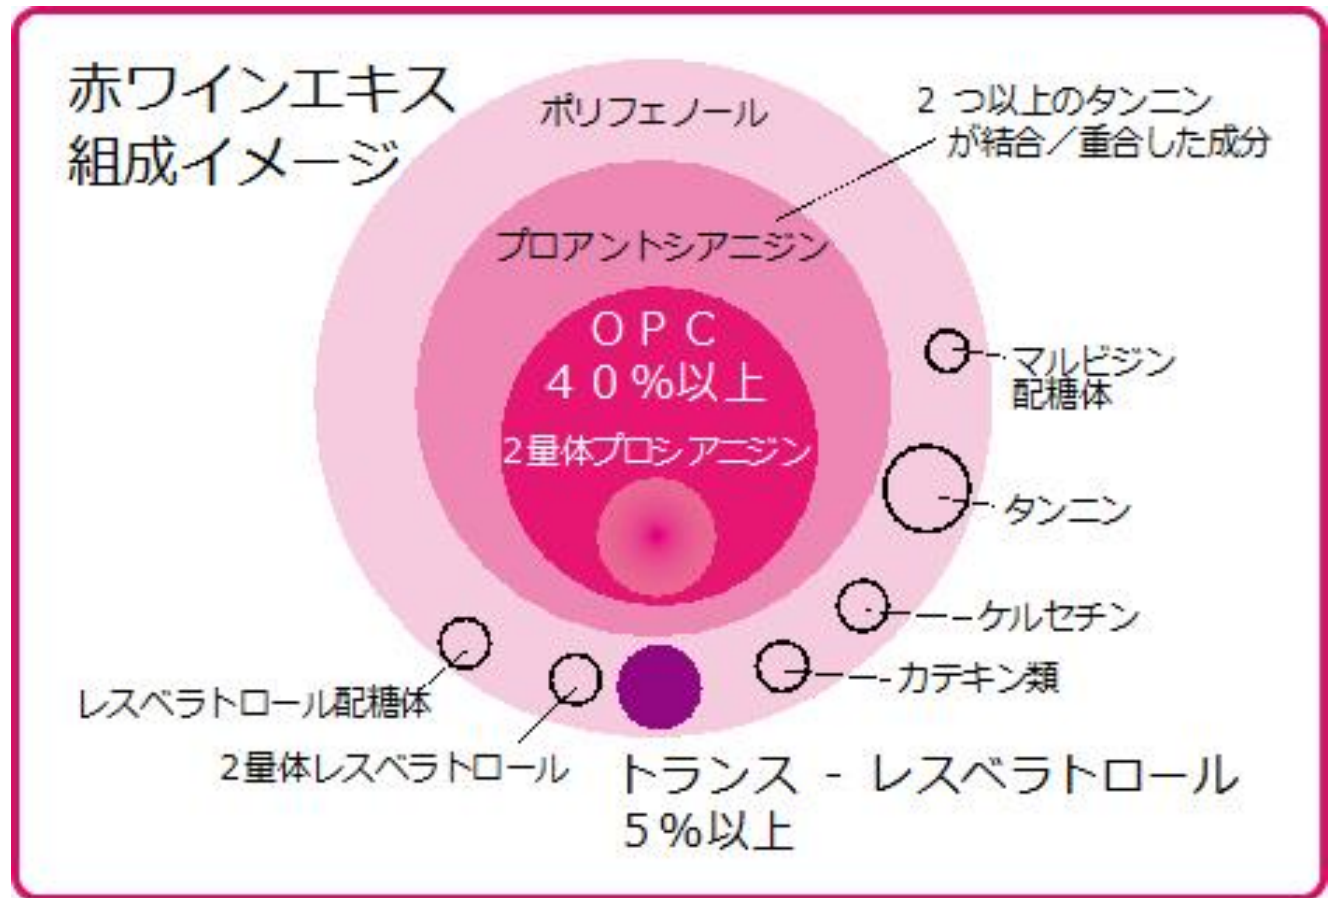 赤ワインエキス
組成イメージ
ポリフェノール
2 つ以上のタンニン
が結合／重合した成分
プロアントシアニジン
ＯＰＣ
４０%以上
2量体プロシアニジン
マルビジン
配糖体
タンニン
ケルセチン
カテキン類
レスベラトロール配糖体
2量体レスベラトロール
トランス - レスベラトロール
5%以上